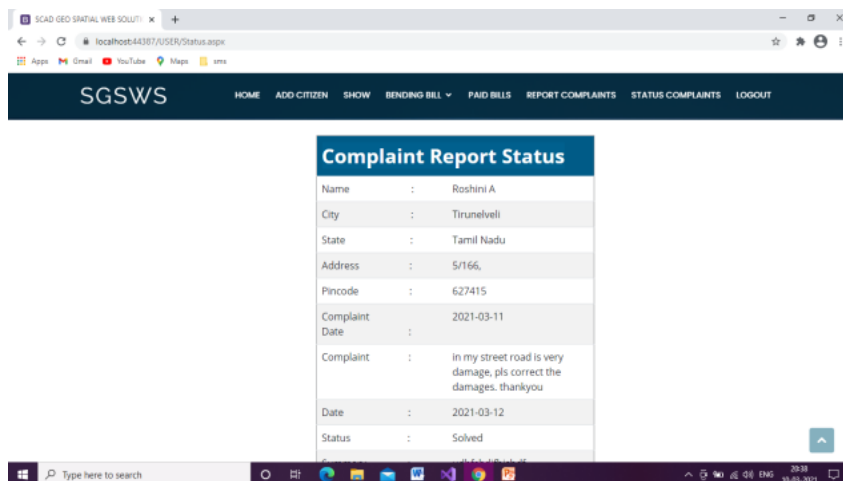 SCAD GEO SPATIAL WEB SOLUTI
localhost:44387/USER/Status.aspx
Apps Gmail YouTube Maps sms
SGSWS HOME ADD CITIZEN SHOW BENDING BILL PAID BILLS REPORT COMPLAINTS STATUS COMPLAINTS LOGOUT
Complaint Report Status
Name : Roshini A
City : Tirunelveli
State : Tamil Nadu
Address : 5/166,
Pincode : 627415
Complaint 2021-03-11
Date :
Complaint : in my street road is very
damage, pls correct the
damages. thankyou
Date : 2021-03-12
Status : Solved
Type here to search
ENG 20:38